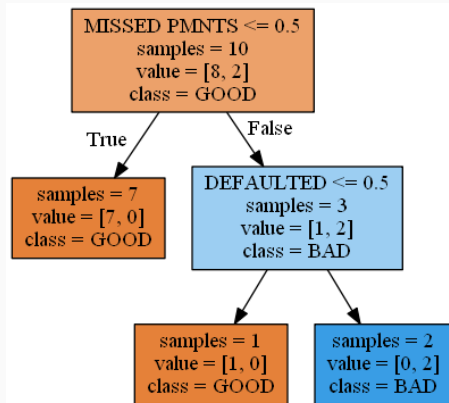 MISSED PMNTS <= 0.5
samples = 10
value = [8, 2]
class = GOOD
True
False
samples = 7
value = [7, 0]
class = GOOD
DEFAULTED <= 0.5
samples = 3
value = [1, 2]
class = BAD
samples = 1
value = [1, 0]
class = GOOD
samples = 2
value = [0, 2]
class = BAD